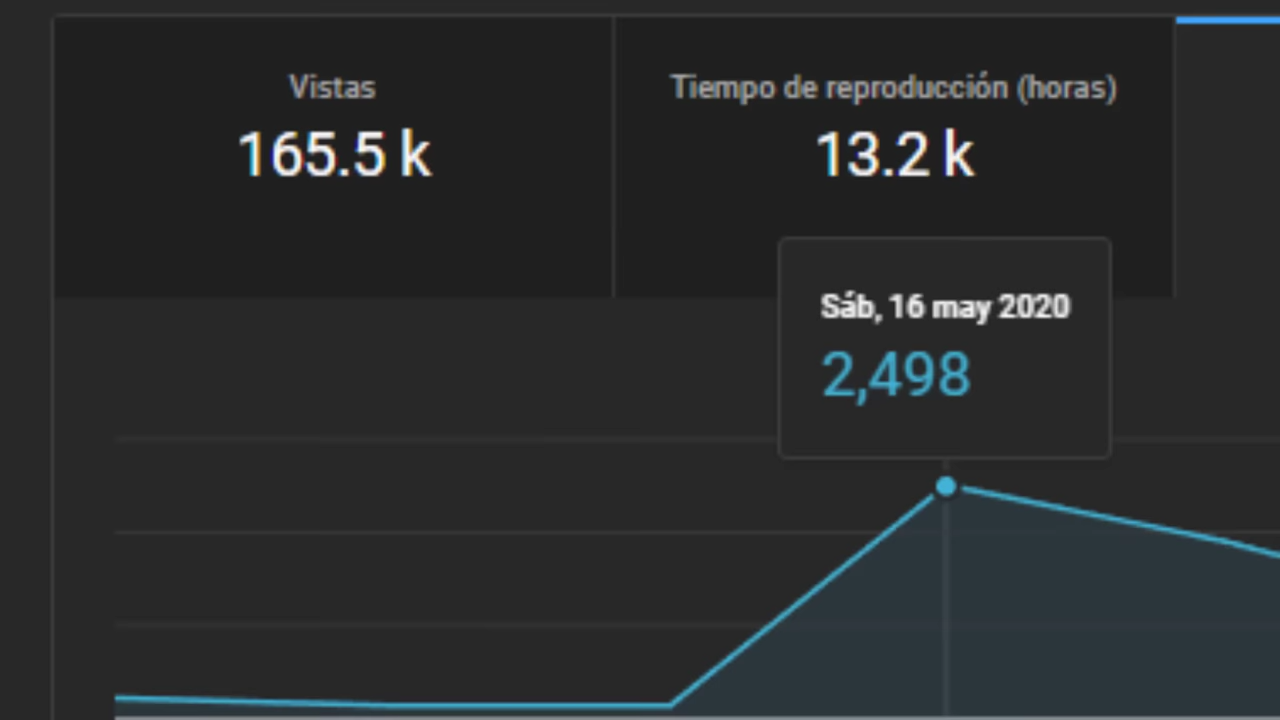 Vistas
165.5 k
Tiempo de reproducción (horas)
13.2 k
Sáb, 16 may 2020
2,498